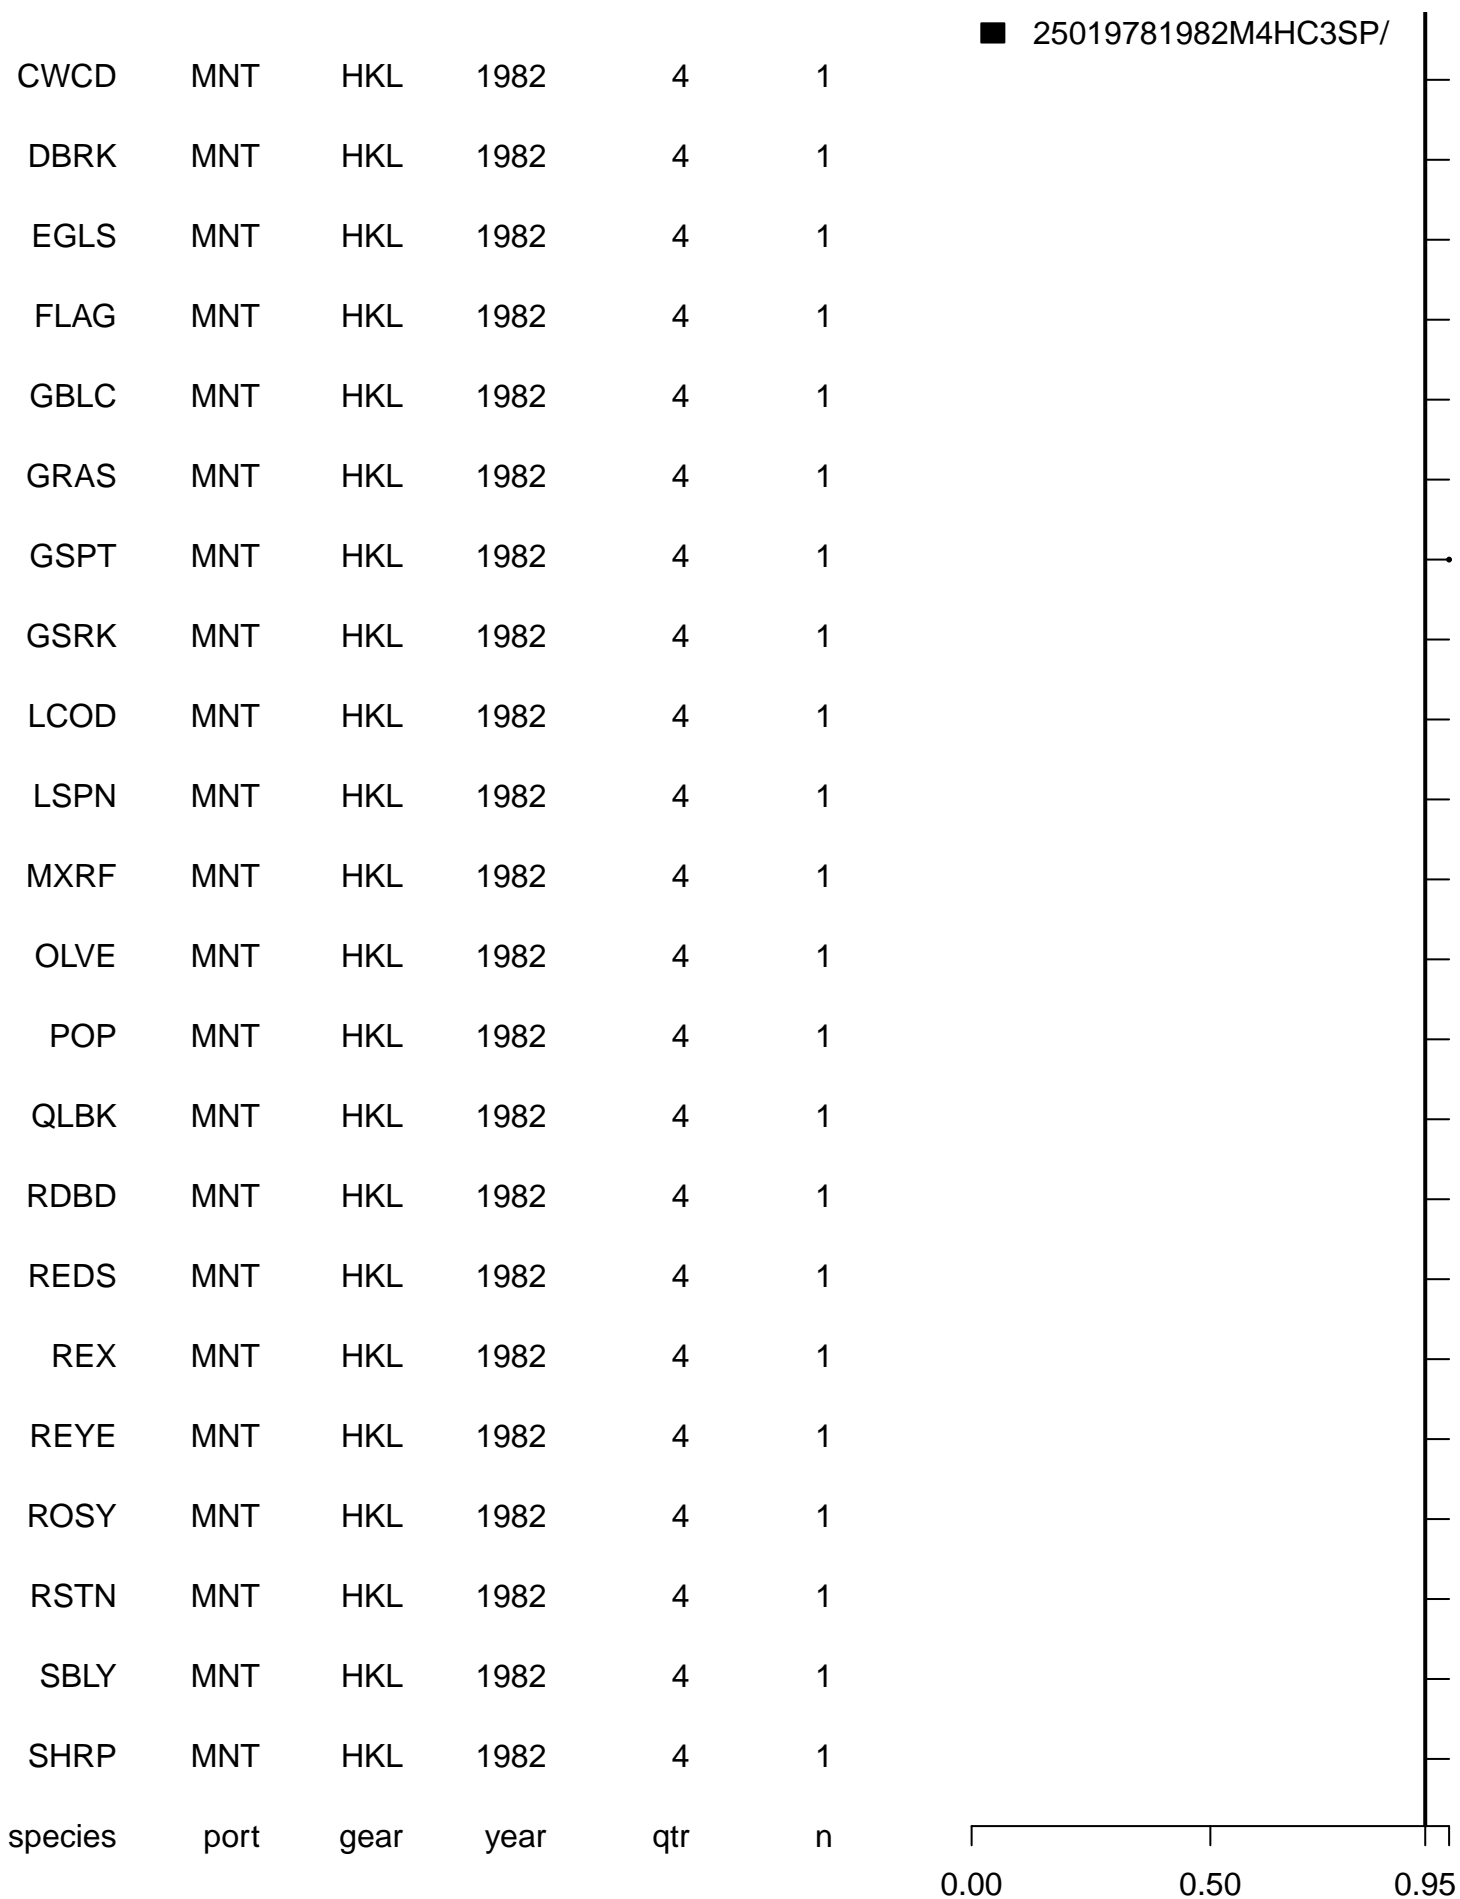 25019781982M4HC3SP/
CWCD MNT HKL 1982 4 1
DBRK MNT HKL 1982 4 1
EGLS MNT HKL 1982 4 1
FLAG MNT HKL 1982 4 1
GBLC MNT HKL 1982 4 1
GRAS MNT HKL 1982 4 1
GSPT MNT HKL 1982 4 1
GSRK MNT HKL 1982 4 1
LCOD MNT HKL 1982 4 1
LSPN MNT HKL 1982 4 1
MXRF MNT HKL 1982 4 1
OLVE MNT HKL 1982 4 1
POP MNT HKL 1982 4 1
QLBK MNT HKL 1982 4 1
RDBD MNT HKL 1982 4 1
REDS MNT HKL 1982 4 1
REX MNT HKL 1982 4 1
REYE MNT HKL 1982 4 1
ROSY MNT HKL 1982 4 1
RSTN MNT HKL 1982 4 1
SBLY MNT HKL 1982 4 1
SHRP MNT HKL 1982 4 1
species port gear year qtr n
0.00 0.50 0.95